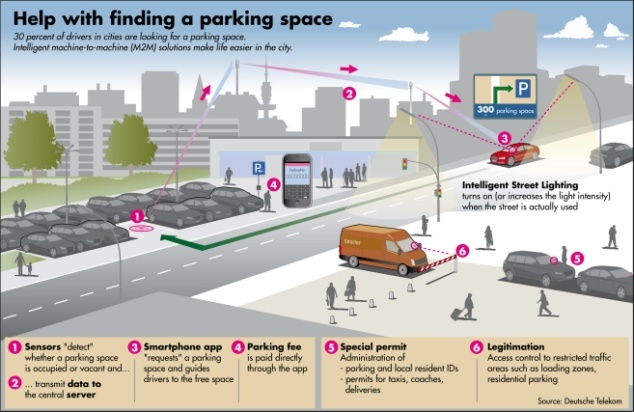 Help with finding a parking space
30 percent of drivers in cities are looking for a parking space.
Intelligent machine-to-machine (M2M) solutions make life easier in the city.
2
P
300 parking space
3
P
4
Intelligent Street Lighting
turns on (or increases the light intensity)
when the street is actually used
1
6
5
1 Sensors "detect"
whether a parking space
is occupied or vacant and...
2 ... transmit data to
the central server
3 Smartphone app
"requests" a parking
space and guides
drivers to the free space
4 Parking fee
is paid directly
through the app
5 Special permit
Administration of
- parking and local resident IDs
- permits for taxis, coaches,
deliveries
6 Legitimation
Access control to restricted traffic
areas such as loading zones,
residential parking
Source: Deutsche Telekom